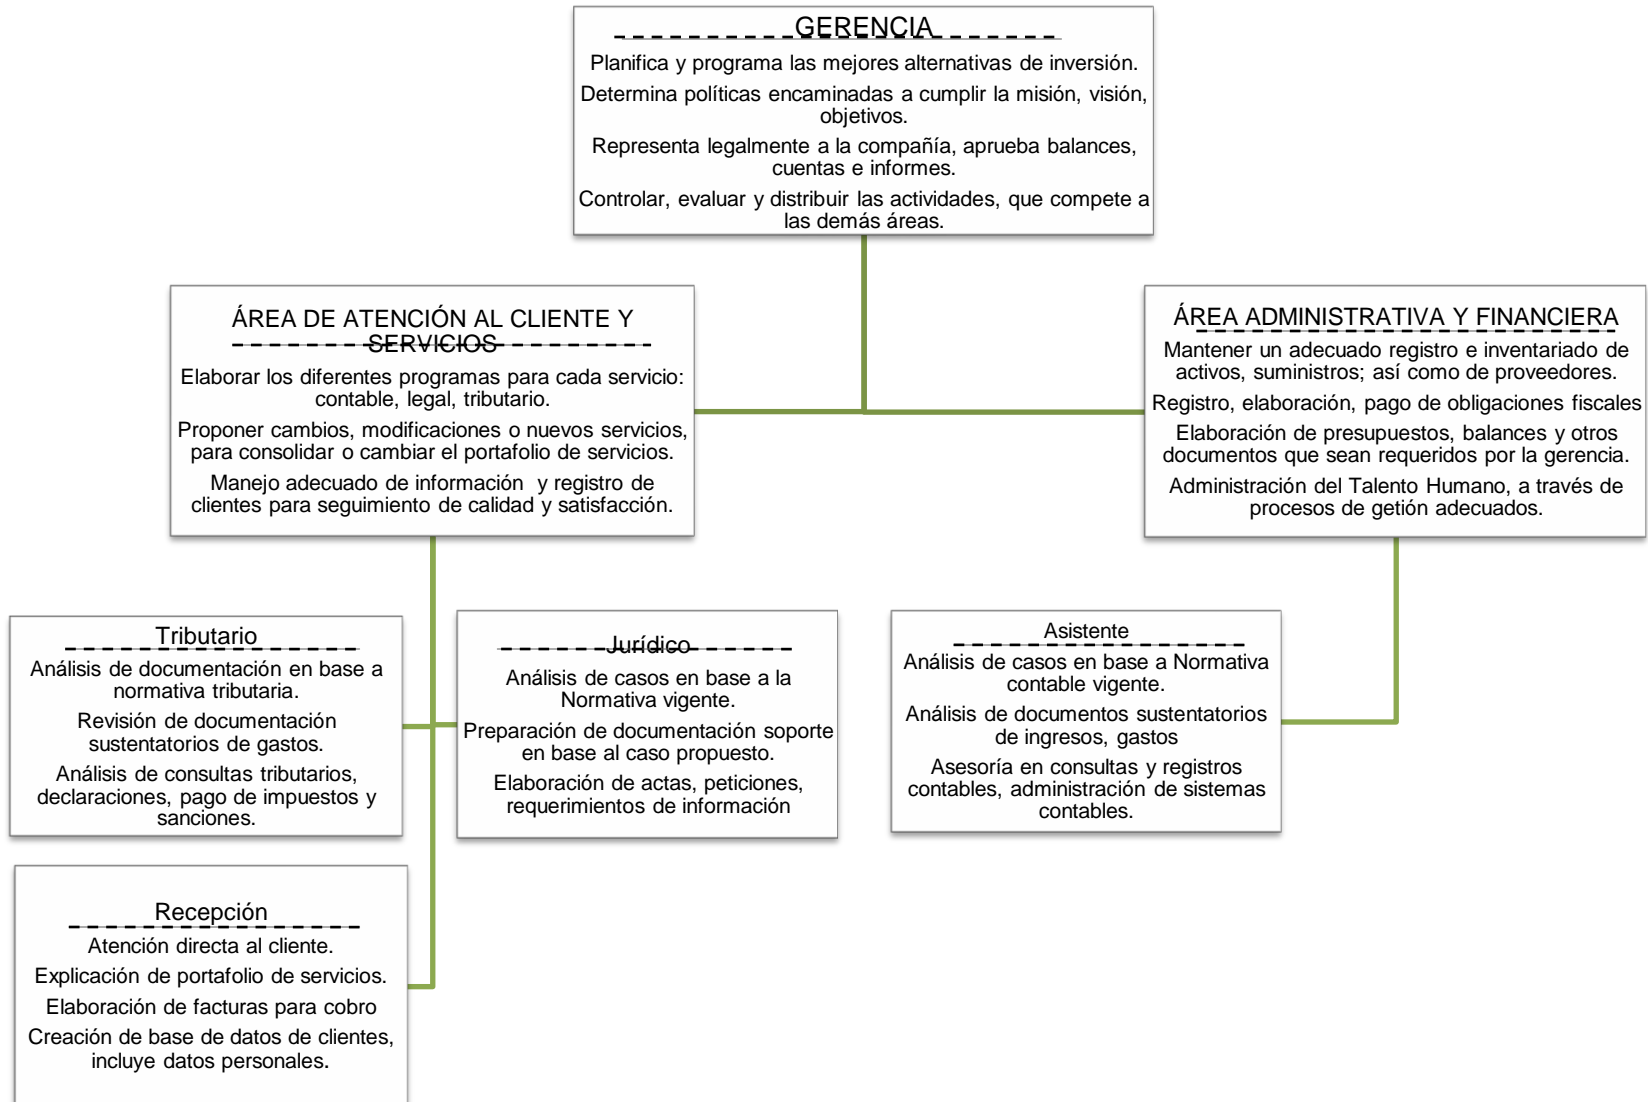 GERENCIA
Planifica y programa las mejores alternativas de inversión.
Determina políticas encaminadas a cumplir la misión, visión,
objetivos.
Representa legalmente a la compañía, aprueba balances,
cuentas e informes.
Controlar, evaluar y distribuir las actividades, que compete a
las demás áreas.
ÁREA DE ATENCIÓN AL CLIENTE Y
SERVICIOS
Elaborar los diferentes programas para cada servicio:
contable, legal, tributario.
Proponer cambios, modificaciones o nuevos servicios,
para consolidar o cambiar el portafolio de servicios.
Manejo adecuado de información y registro de
clientes para seguimiento de calidad y satisfacción.
ÁREA ADMINISTRATIVA Y FINANCIERA
Mantener un adecuado registro e inventariado de
activos, suministros; así como de proveedores.
Registro, elaboración, pago de obligaciones fiscales
Elaboración de presupuestos, balances y otros
documentos que sean requeridos por la gerencia.
Administración del Talento Humano, a través de
procesos de getión adecuados.
Tributario
Análisis de documentación en base a
normativa tributaria.
Revisión de documentación
sustentatorios de gastos.
Análisis de consultas tributarios,
declaraciones, pago de impuestos y
sanciones.
Jurídico
Análisis de casos en base a la
Normativa vigente.
Preparación de documentación soporte
en base al caso propuesto.
Elaboración de actas, peticiones,
requerimientos de información
Asistente
Análisis de casos en base a Normativa
contable vigente.
Análisis de documentos sustentatorios
de ingresos, gastos
Asesoría en consultas y registros
contables, administración de sistemas
contables.
Recepción
Atención directa al cliente.
Explicación de portafolio de servicios.
Elaboración de facturas para cobro
Creación de base de datos de clientes,
incluye datos personales.